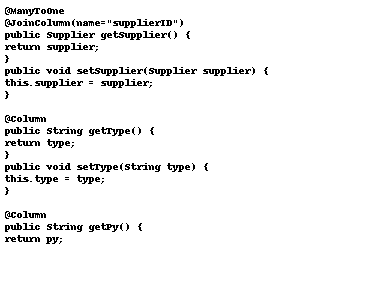 @ManyToOne
@JoinColumn(name="supplierID")
public Supplier getSupplier() {
return supplier;
}
public void setSupplier(Supplier supplier) {
this.supplier = supplier;
}
@Column
public String getType() {
return type;
}
public void setType(String type) {
this.type = type;
}
@Column
public String getPy() {
return py;